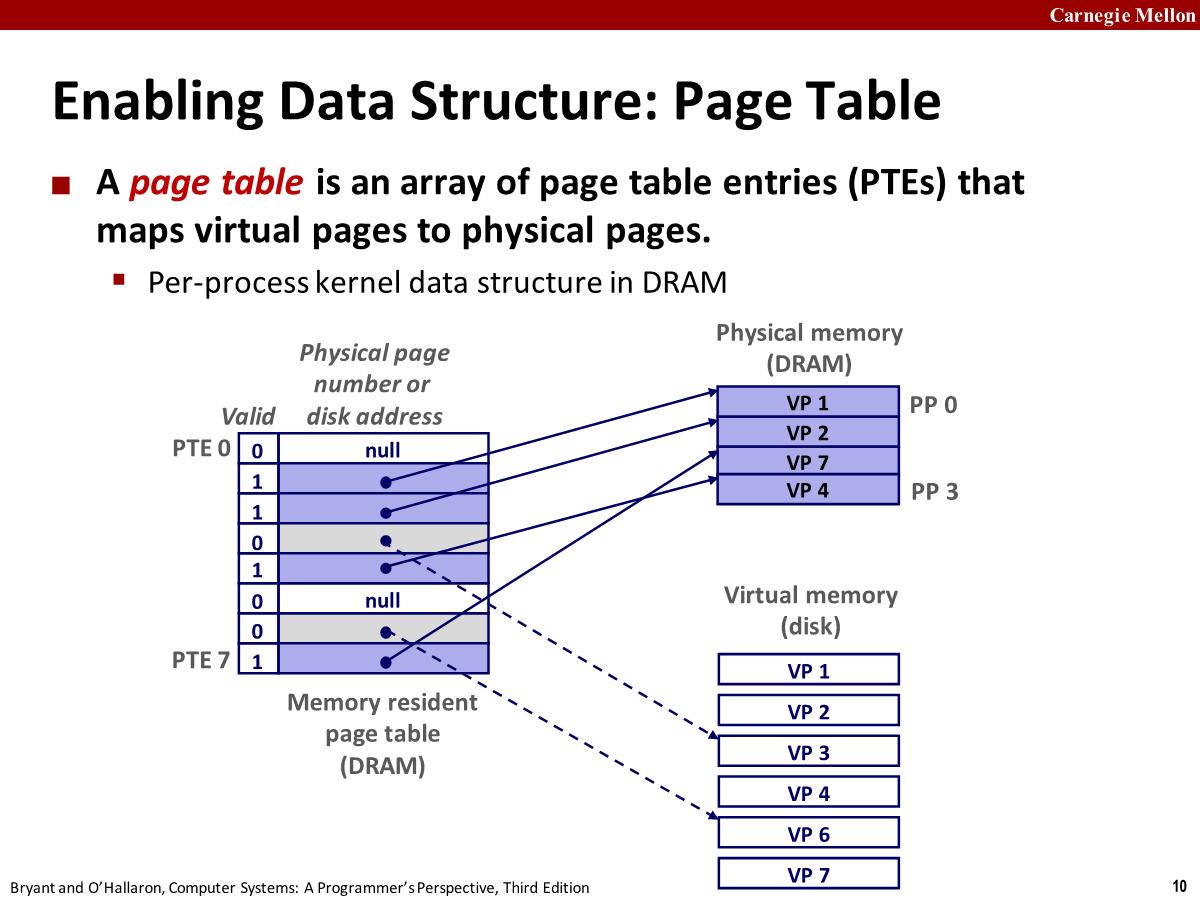 Carnegie Mellon
Enabling Data Structure: Page Table
A page table is an array of page table entries (PTEs) that
maps virtual pages to physical pages.
Per-process kernel data structure in DRAM
Physical page
number or
disk address
Valid
PTE 0
0
null
1
1
0
1
0
null
0
PTE 7
1
Memory resident
page table
(DRAM)
Physical memory
(DRAM)
VP 1
PP 0
VP 2
VP 7
VP 4
PP 3
Virtual memory
(disk)
VP 1
VP 2
VP 3
VP 4
VP 6
VP 7
Bryant and O’Hallaron, Computer Systems: A Programmer’s Perspective, Third Edition
10